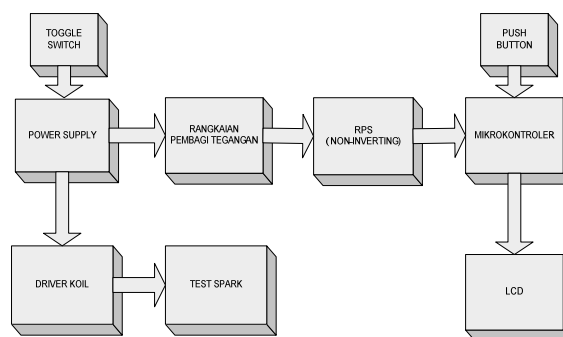 TOGGLE
SWITCH
PUSH
BUTTON
POWER SUPPLY
RANGKAIAN
PEMBAGI TEGANGAN
RPS
(NON-INVERTING)
MIKROKONTROLER
DRIVER KOIL
TEST SPARK
LCD